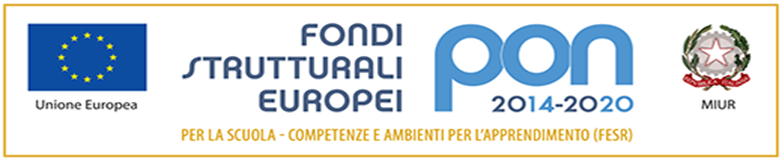 Unione Europea
FONDI
STRUTTURALI
EUROPEI
pon
2014-2020
MIUR
PER LA SCUOLA - COMPETENZE E AMBIENTI PER L'APPRENDIMENTO (FESR)